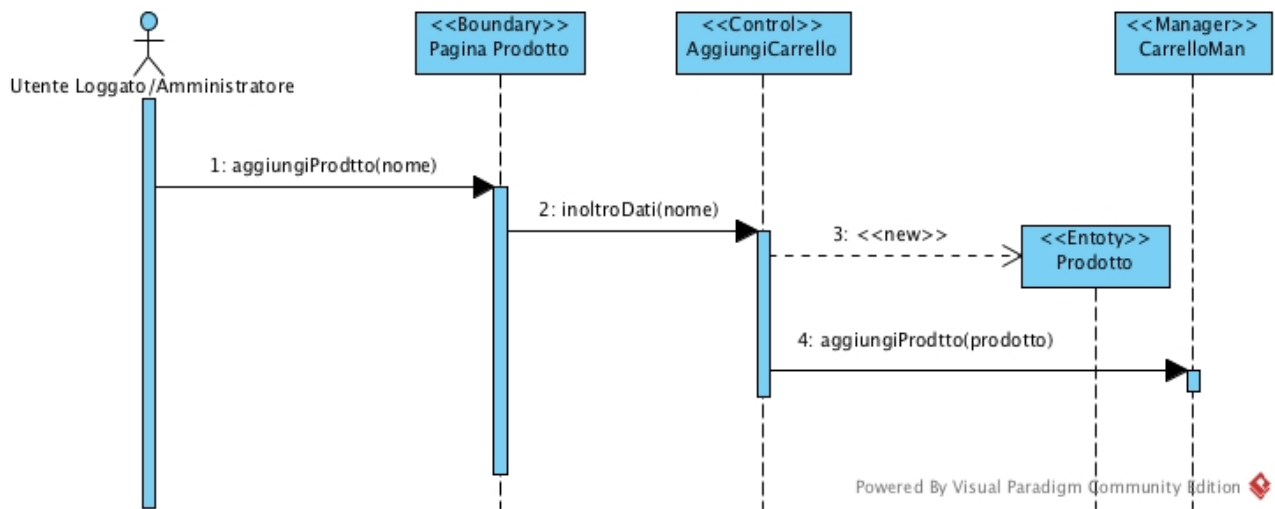 <<Boundary>>
Pagina Prodotto
<<Control>>
AggiungiCarrello
<<Manager>>
CarrelloMan
Utente Loggato/Amministratore
1: aggiungiProdtto(nome)
2: inoltroDati(nome)
3: <<new>>
<<Entoty>>
Prodotto
4: aggiungiProdtto(prodotto)
Powered By Visual Paradigm Community Edition